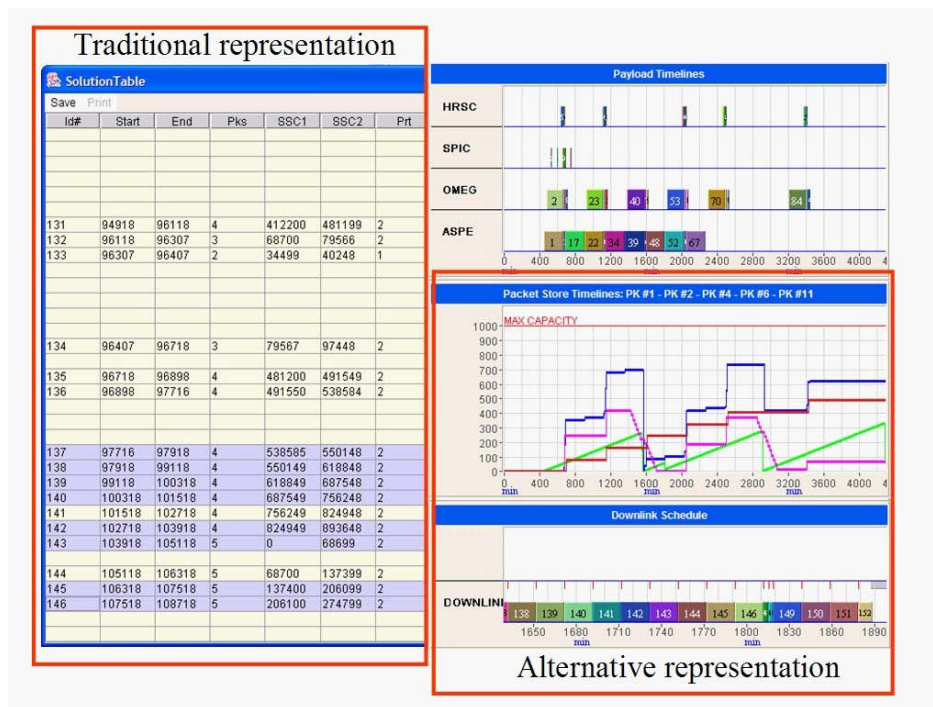 Traditional representation
SolutionTable
Save Print
Id# Start End Pks SSC1 SSC2 Prt
131 94918 96118 4 412200 481199 2
132 96118 96307 3 68700 79566 2
133 96307 96407 2 34499 40248 1
134 96407 96718 3 79567 97448 2
135 96718 96898 4 481200 491549 2
136 96898 97716 4 491550 538584 2
137 97716 97918 4 538585 550148 2
138 97918 99118 4 550149 618848 2
139 99118 100318 4 618849 687548 2
140 100318 101518 4 687549 756248 2
141 101518 102718 4 756249 824948 2
142 102718 103918 4 824949 893648 2
143 103918 105118 5 0 68699 2
144 105118 106318 5 68700 137399 2
145 106318 107518 5 137400 206099 2
146 107518 108718 5 206100 274799 2
Payload Timelines
HRSC
SPIC
OMEG
2 23 40 53 70 84
ASPE
1 17 22 34 39 48 52 67
0 400 800 1200 1600 2000 2400 2800 3200 3600 4000 4
min min min
Packet Store Timelines: PK #1 - PK #2 - PK #4 - PK #6 - PK #11
MAX CAPACITY
1000
900
800
700
600
500
400
300
200
100
0
0 400 800 1200 1600 2000 2400 2800 3200 3600 4000 4
min min min
Downlink Schedule
DOWNLINI
138 139 140 141 142 143 144 145 146 149 150 151 152
1650 1680 1710 1740 1770 1800 1830 1860 1890
min min
Alternative representation